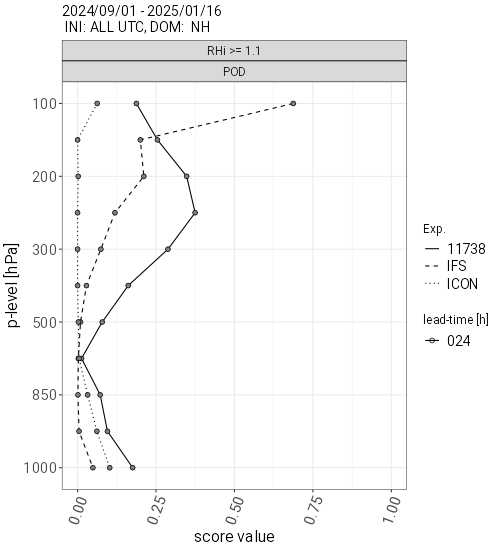 2024/09/01 - 2025/01/16
INI: ALL UTC, DOM: NH
RHi >= 1.1
POD
100
200
300
500
850
1000
p-level [hPa]
0.00
0.25
0.50
0.75
1.00
score value
Exp.
11738
IFS
ICON
lead-time [h]
024